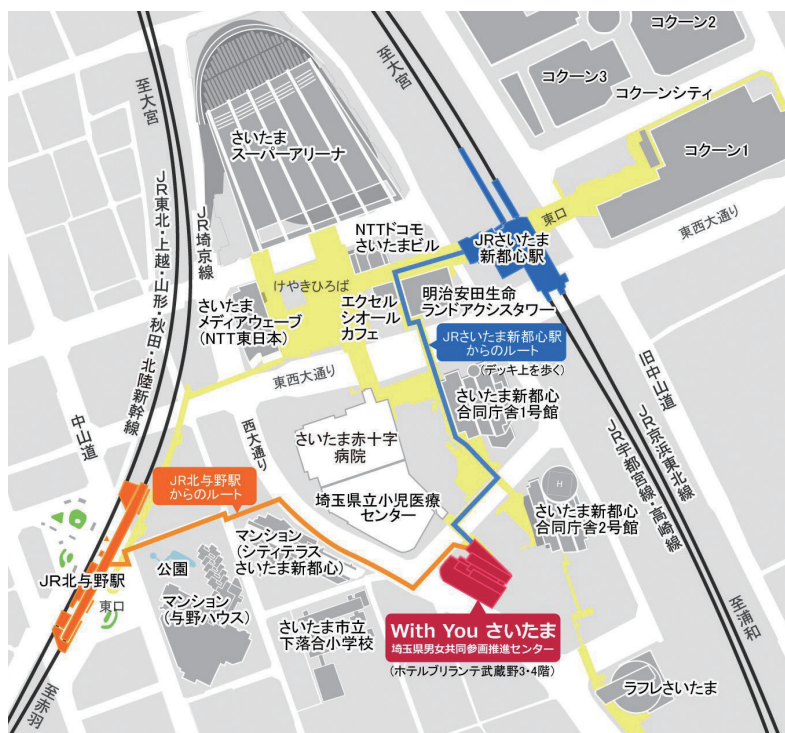 コクーン2
コクーン3
コクーンシティ
コクーン1
至大宮
至大宮
さいたま
スーパーアリーナ
JR東北・上越・山形・秋田・北陸新幹線
JR埼京線
東口
東西大通り
NTTドコモ
さいたまビル
JRさいたま
新都心駅
けやきひろば
さいたま
メディアウェーブ
(NTT東日本)
エクセル
シオール
カフェ
明治安田生命
ランドアクシスタワー
JRさいたま新都心駅
からのルート
(デッキ上を歩く)
東西大通り
旧中山道
さいたま新都心
合同庁舎1号館
中山道
西大通り
さいたま赤十字
病院
JR京浜東北線
JR宇都宮線・高崎線
JR北与野駅
からのルート
埼玉県立小児医療
センター
H
さいたま新都心
合同庁舎2号館
マンション
(シティテラス
さいたま新都心)
JR北与野駅
公園
東口
マンション
(与野ハウス)
さいたま市立
下落合小学校
With You さいたま
埼玉県男女共同参画推進センター
(ホテルブリランテ武蔵野3・4階)
至浦和
至赤羽
ラフレさいたま